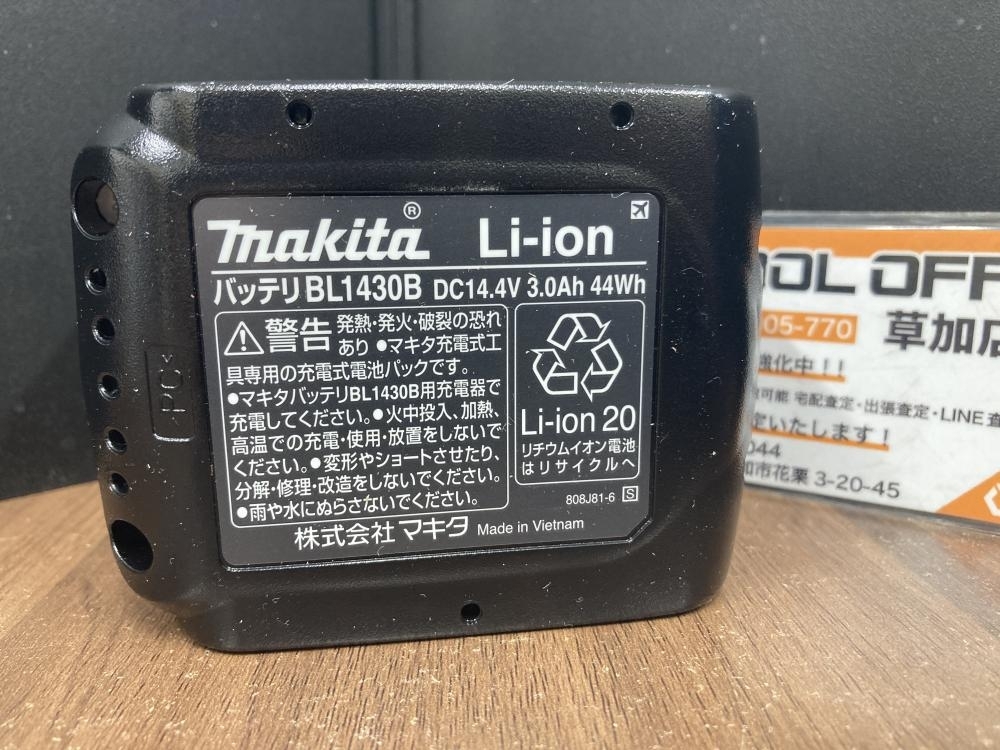 makita® Li-ion
バッテリ BL1430B DC14.4V 3.0Ah 44Wh
警告 発熱・発火・破裂の恐れ
あり ●マキタ充電式工
具専用の充電式電池パックです。
●マキタバッテリBL1430B用充電器で
充電してください。●火中投入、加熱、
高温での充電・使用・放置をしないで
ください。●変形やショートさせたり、
分解・修理・改造をしないでください。
●雨や水にぬらさないでください。
Li-ion 20
リチウムイオン電池
はリサイクルへ
808J81-6 S
株式会社 マキタ Made in Vietnam
>PC<
OOL OFF
05-770 草加店
強化中！！
可能 宅配査定・出張査定・LINE査
定いたします！
044
加市花栗 3-20-45